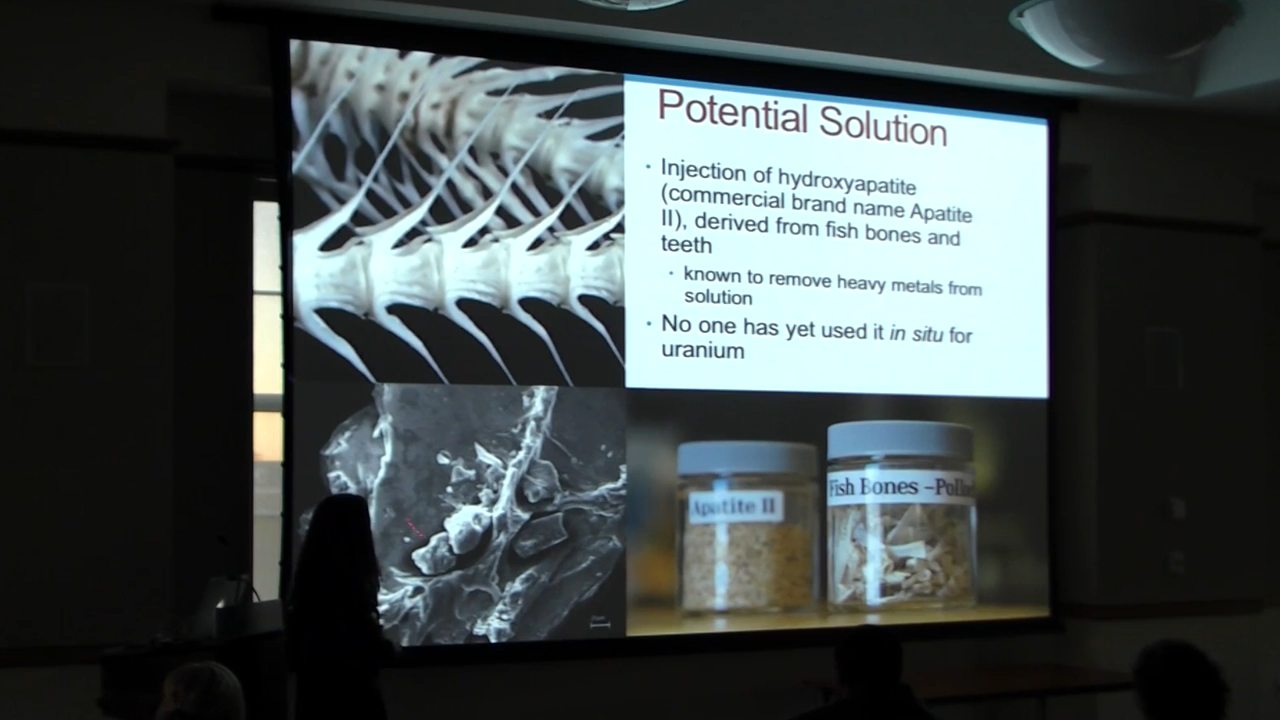 Potential Solution
• Injection of hydroxyapatite
(commercial brand name Apatite
II), derived from fish bones and
teeth
• known to remove heavy metals from
solution
• No one has yet used it in situ for
uranium
Apatite II
Fish Bones –